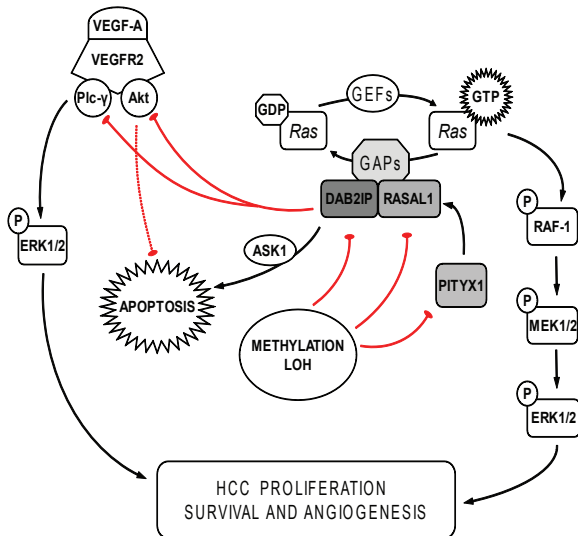 VEGF-A
VEGFR2
Plc-γ
Akt
GDP
Ras
GEFs
GTP
Ras
GAPs
DAB2IP
RASAL1
P
RAF-1
P
ERK1/2
ASK1
APOPTOSIS
PITYX1
P
MEK1/2
METHYLATION
LOH
P
ERK1/2
HCC PROLIFERATION
SURVIVAL AND ANGIOGENESIS